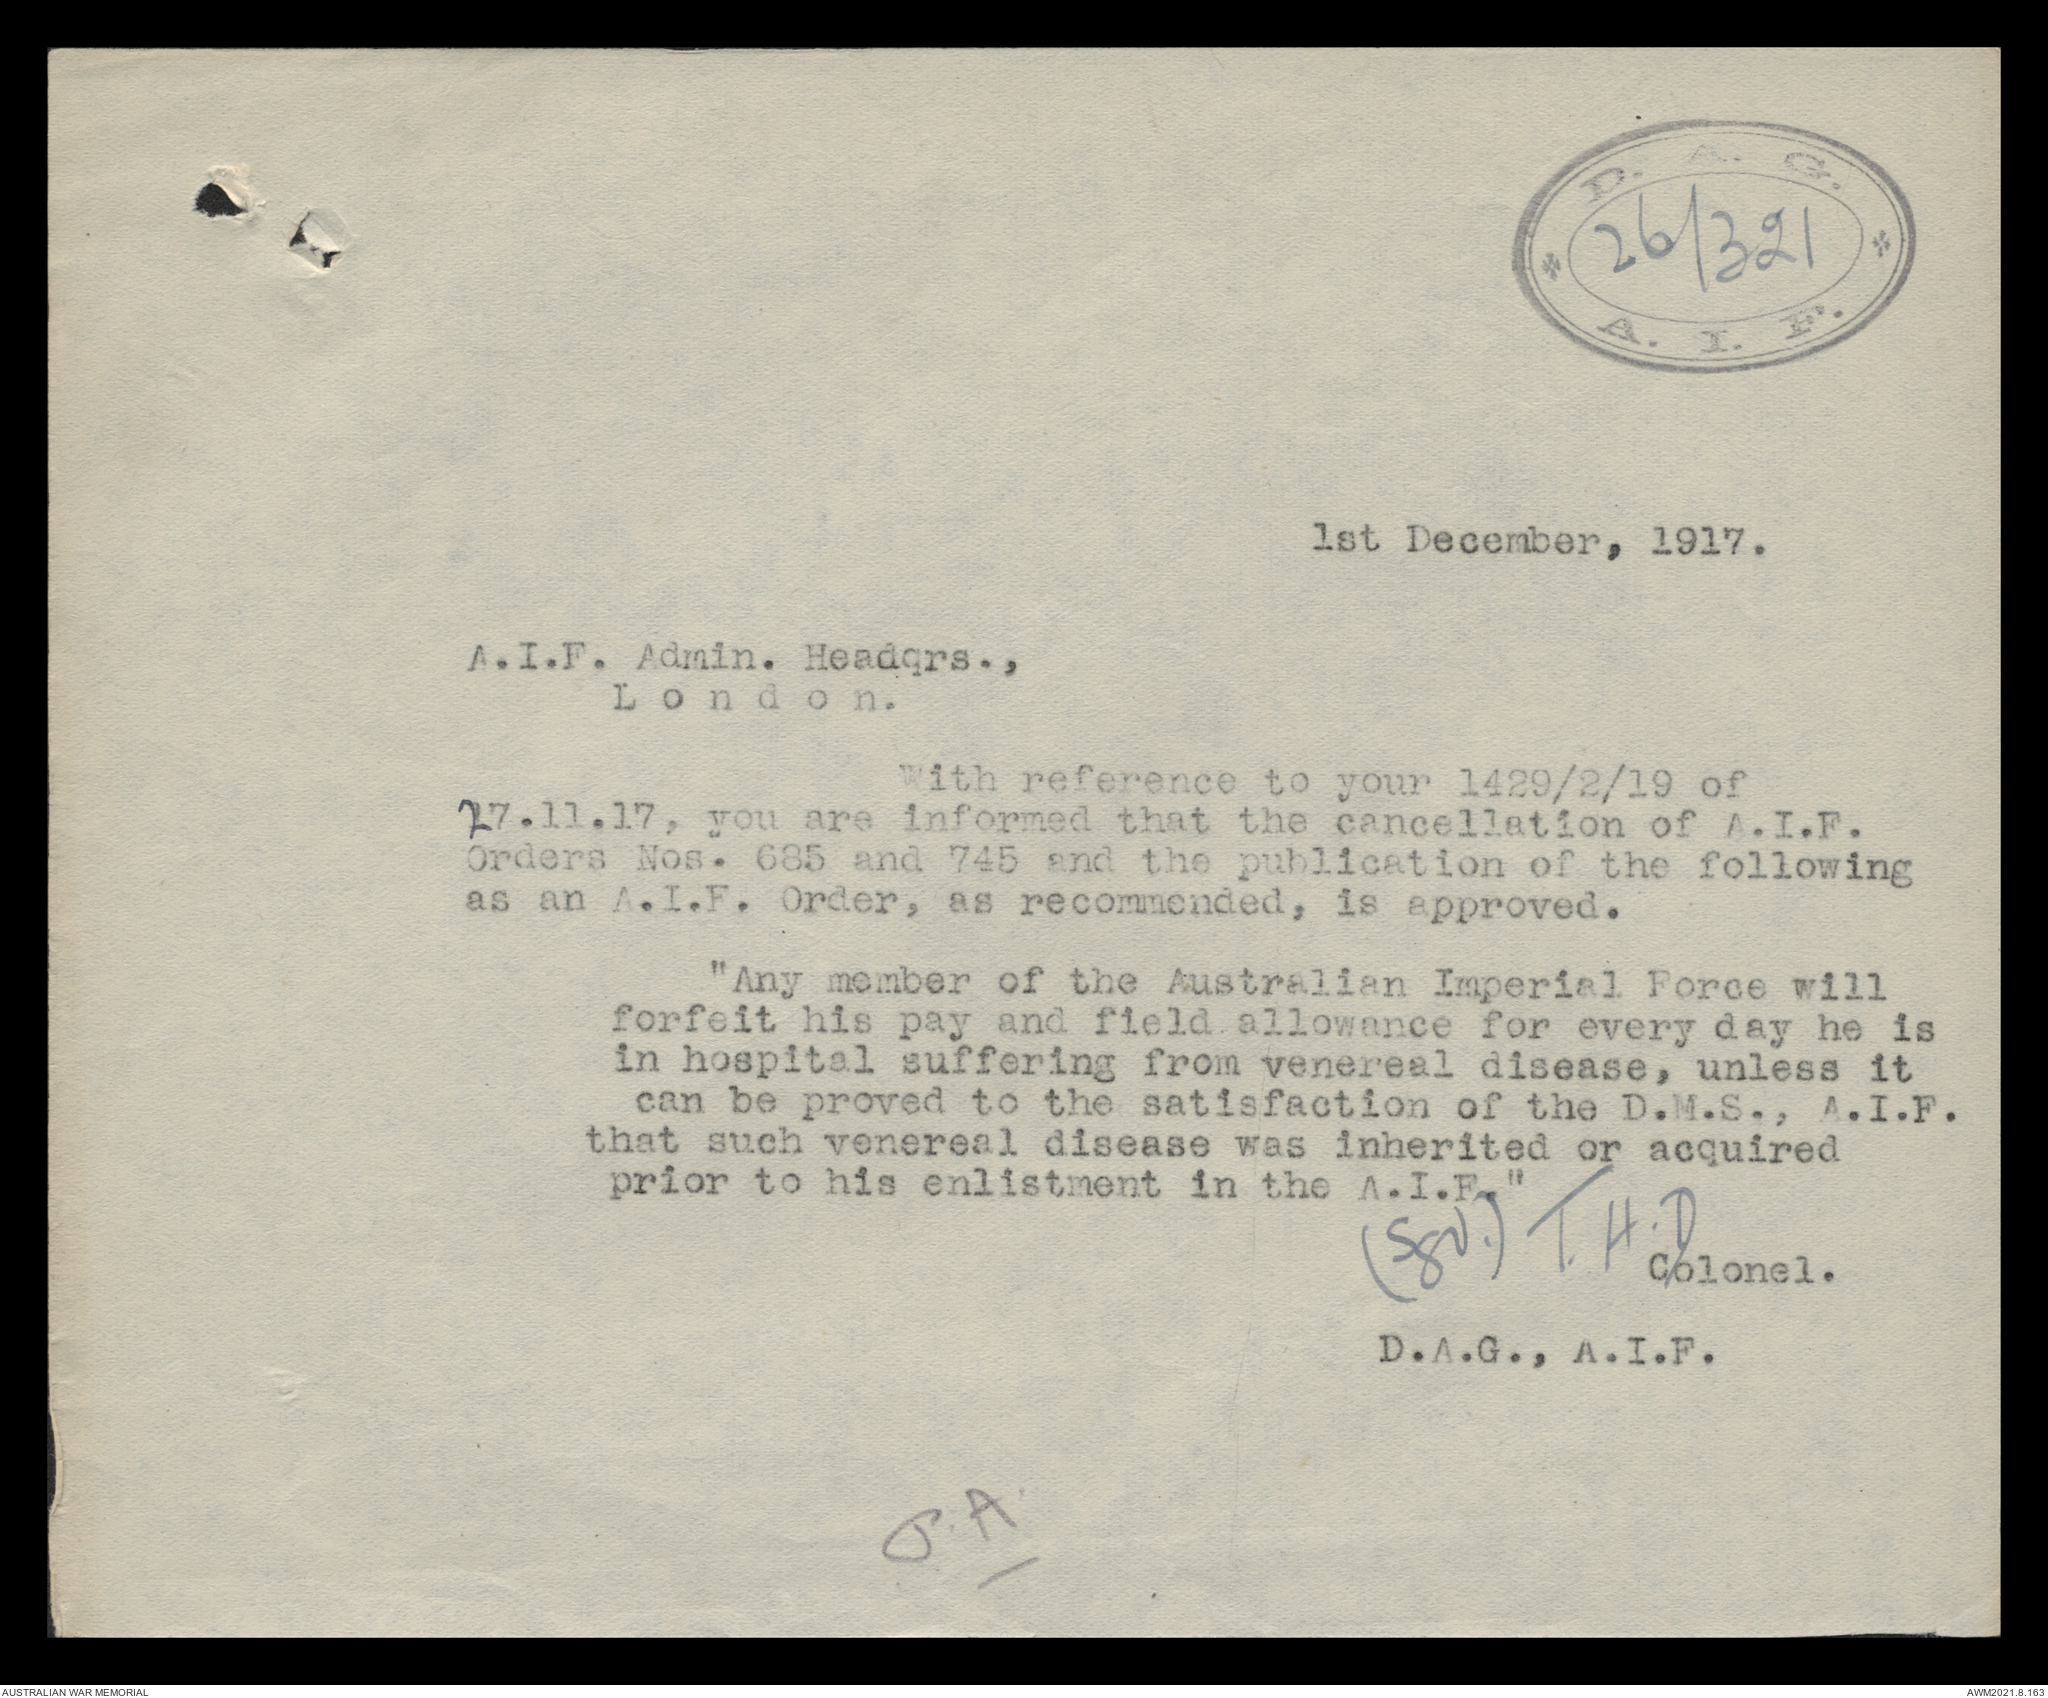 D. A. G.
26/321
A. I. F.
1st December, 1917.
A.I.F. Admin. Headqrs.,
L o n d o n.
With reference to your 1429/2/19 of
27.11.17, you are informed that the cancellation of A.I.F.
Orders Nos. 685 and 745 and the publication of the following
as an A.I.F. Order, as recommended, is approved.
"Any member of the Australian Imperial Force will
forfeit his pay and field allowance for every day he is
in hospital suffering from venereal disease, unless it
can be proved to the satisfaction of the D.M.S., A.I.F.
that such venereal disease was inherited or acquired
prior to his enlistment in the A.I.F."
(Sgd.) T. H. D
Colonel.
D.A.G., A.I.F.
AUSTRALIAN WAR MEMORIAL
AWM2021.8.163